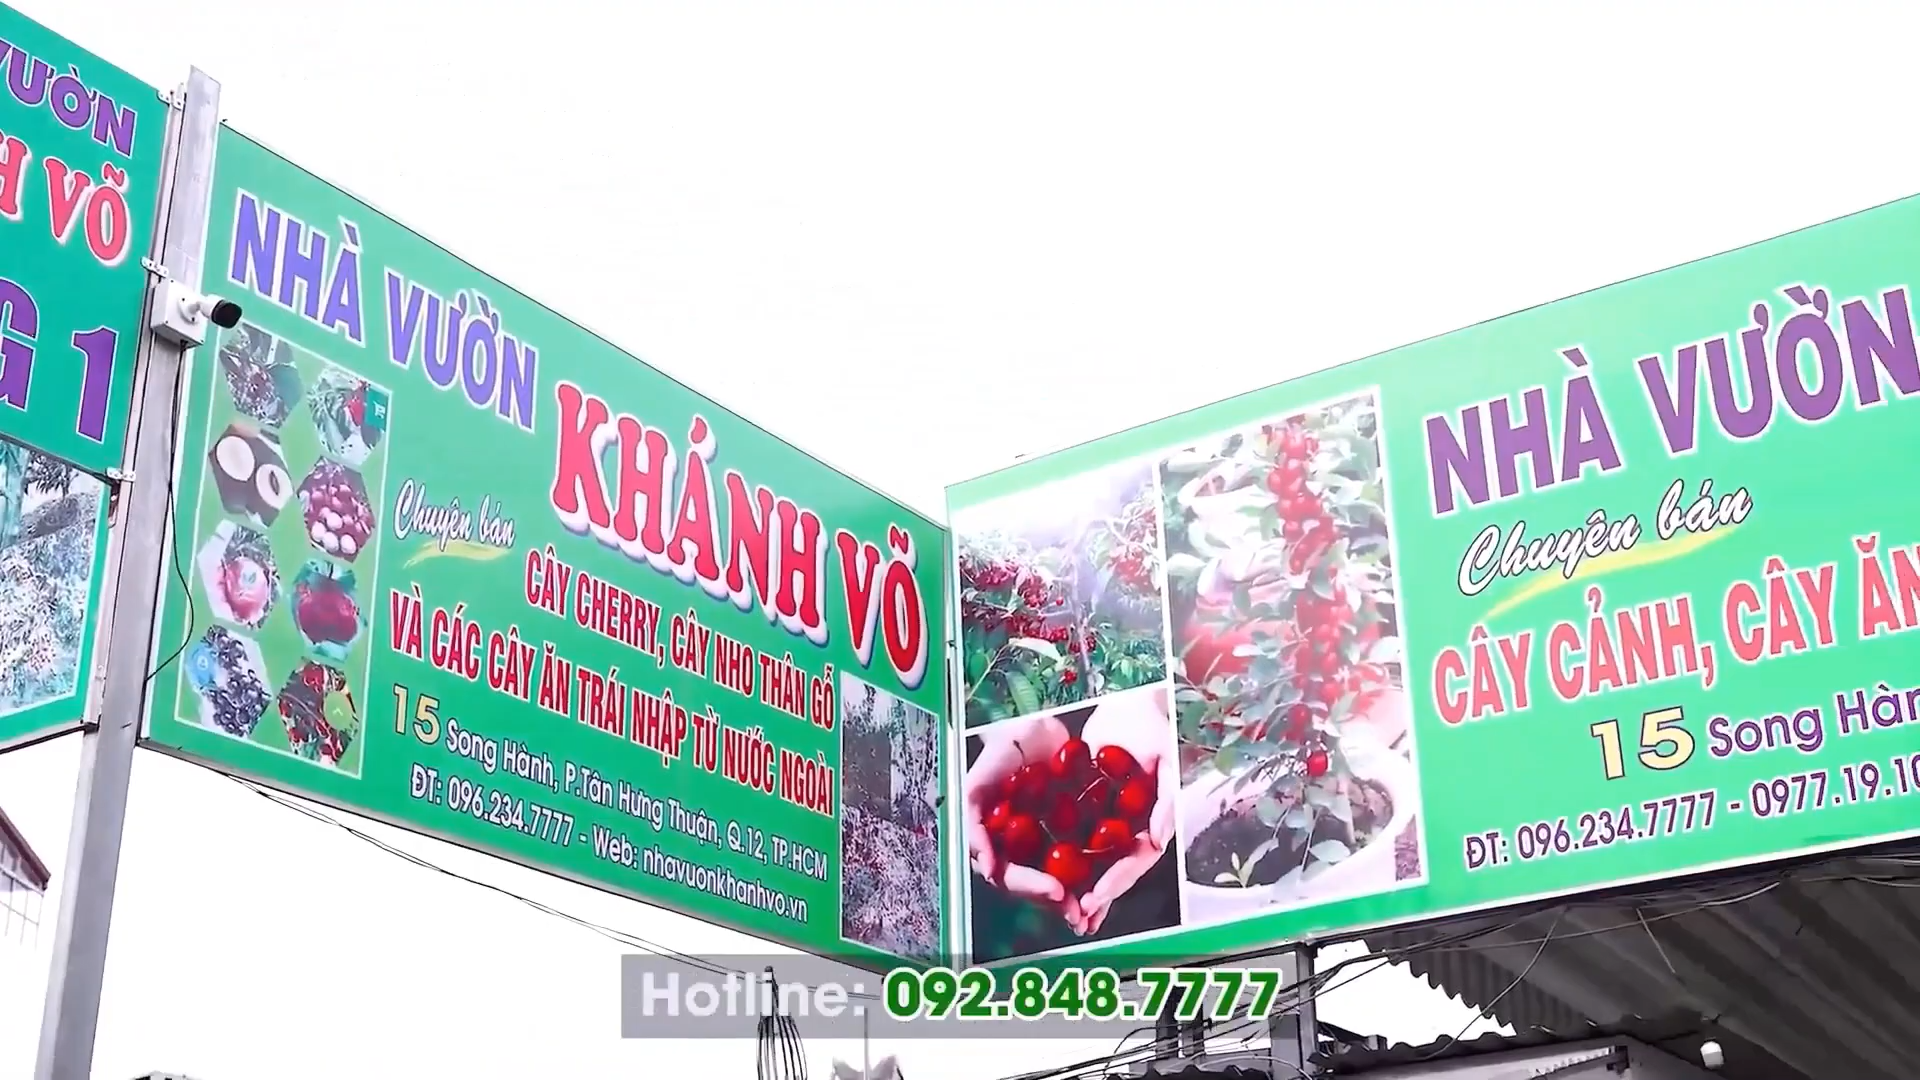 VƯỜN
H VÕ
G 1
NHÀ VƯỜN
KHÁNH VÕ
Chuyên bán
CÂY CHERRY, CÂY NHO THÂN GỖ
VÀ CÁC CÂY ĂN TRÁI NHẬP TỪ NƯỚC NGOÀI
15 Song Hành, P.Tân Hưng Thuận, Q.12, TP.HCM
ĐT: 096.234.7777 - Web: nhavuonkhanhvo.vn
NHÀ VƯỜN
Chuyên bán
CÂY CẢNH, CÂY ĂN
15 Song Hàn
ĐT: 096.234.7777 - 0977.19.10
Hotline: 092.848.7777